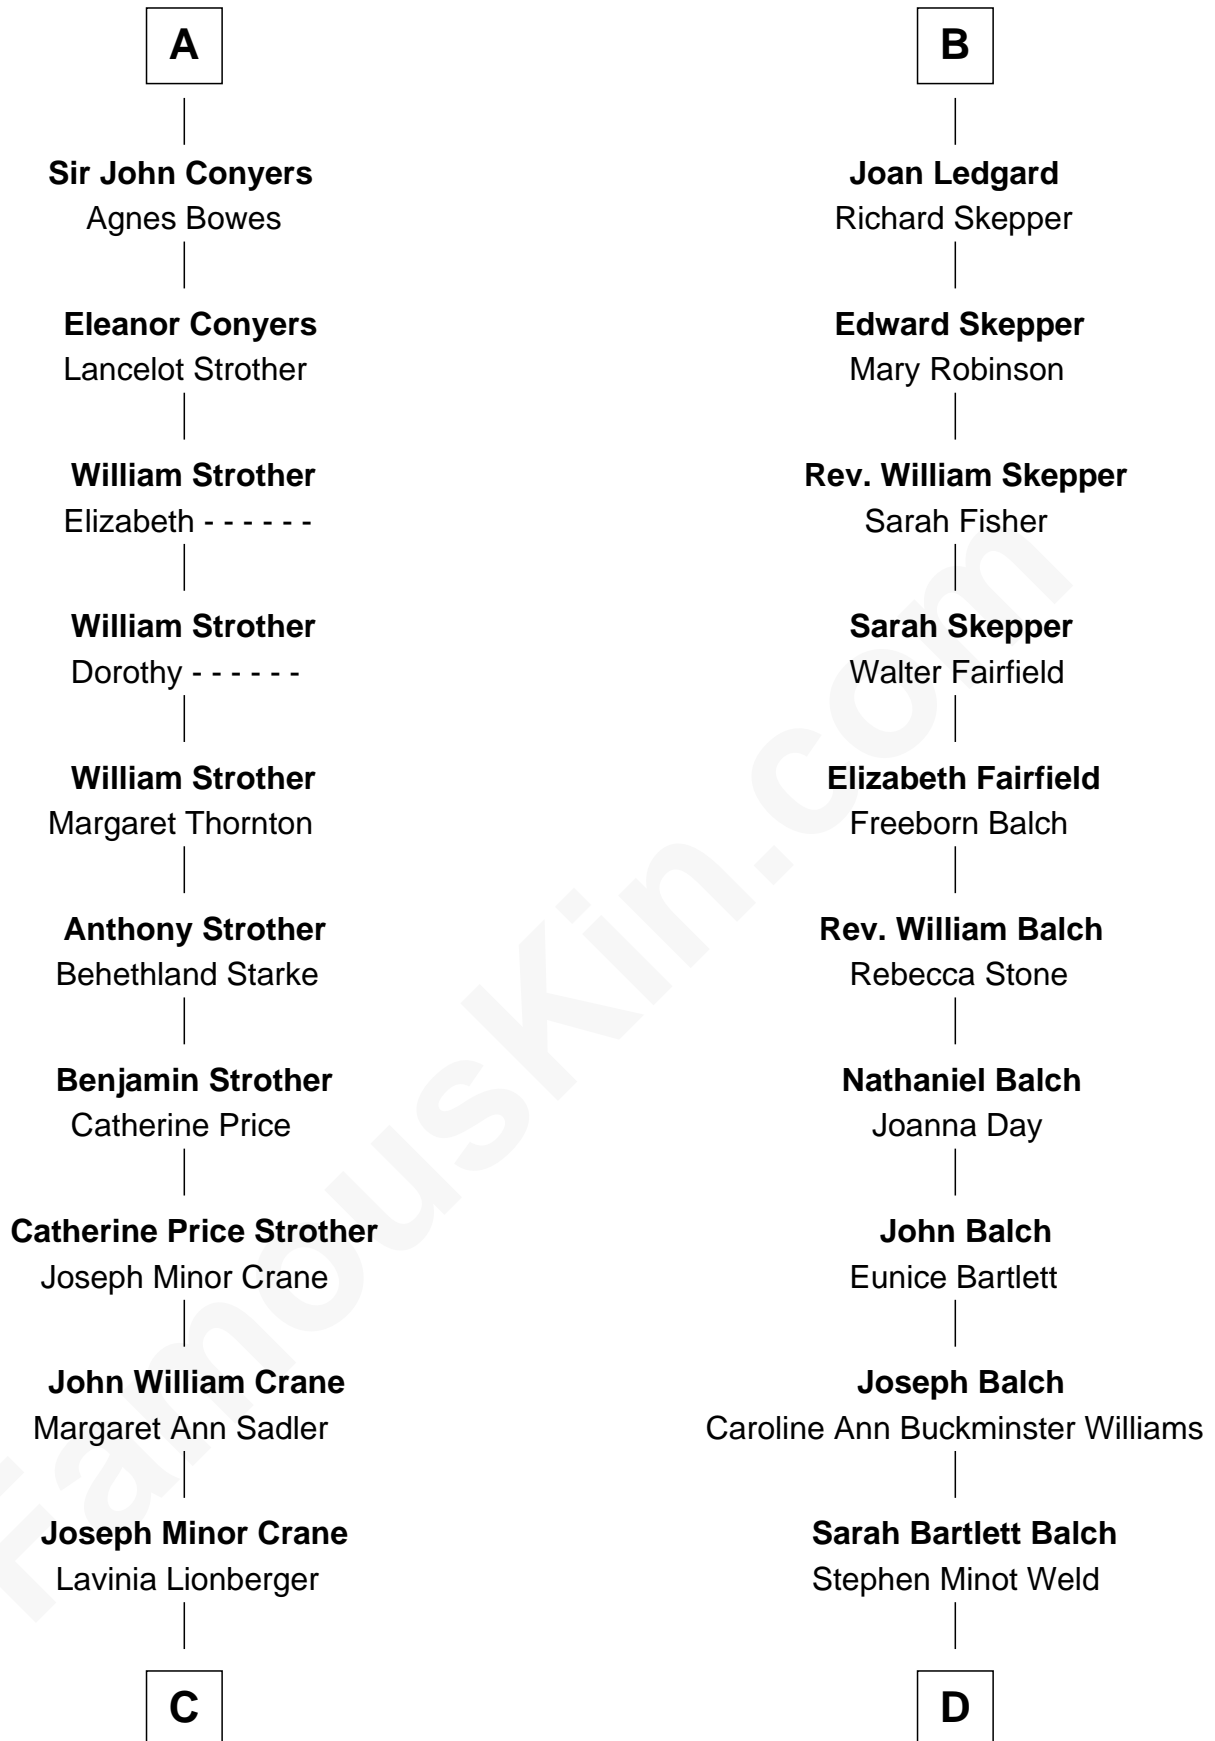 A
Sir John Conyers
Agnes Bowes
Eleanor Conyers
Lancelot Strother
William Strother
Elizabeth - - - - - -
William Strother
Dorothy - - - - - -
William Strother
Margaret Thornton
Anthony Strother
Behethland Starke
Benjamin Strother
Catherine Price
Catherine Price Strother
Joseph Minor Crane
John William Crane
Margaret Ann Sadler
Joseph Minor Crane
Lavinia Lionberger
C
B
Joan Ledgard
Richard Skepper
Edward Skepper
Mary Robinson
Rev. William Skepper
Sarah Fisher
Sarah Skepper
Walter Fairfield
Elizabeth Fairfield
Freeborn Balch
Rev. William Balch
Rebecca Stone
Nathaniel Balch
Joanna Day
John Balch
Eunice Bartlett
Joseph Balch
Caroline Ann Buckminster Williams
Sarah Bartlett Balch
Stephen Minot Weld
D
FamousKin.com